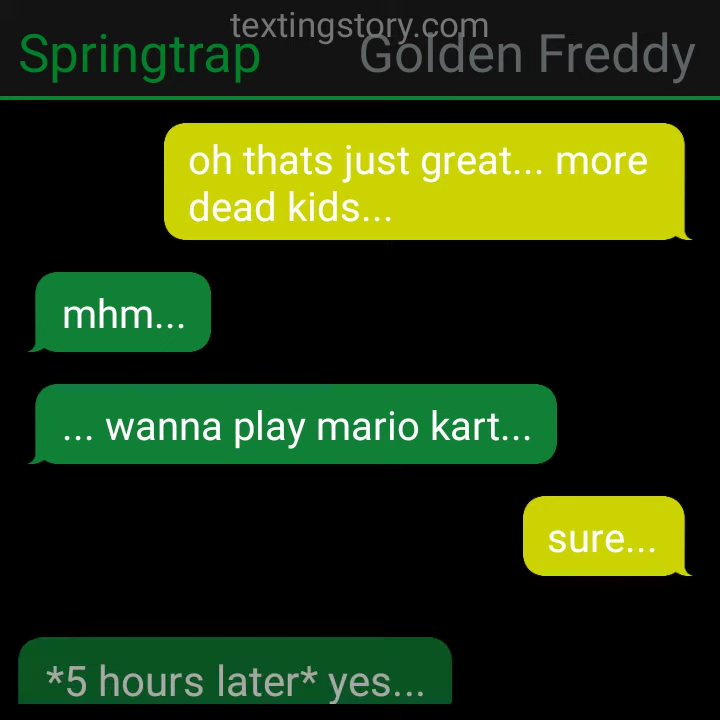 textingstory.com
Springtrap
Golden Freddy
oh thats just great... more
dead kids...
mhm...
... wanna play mario kart...
sure...
*5 hours later* yes...